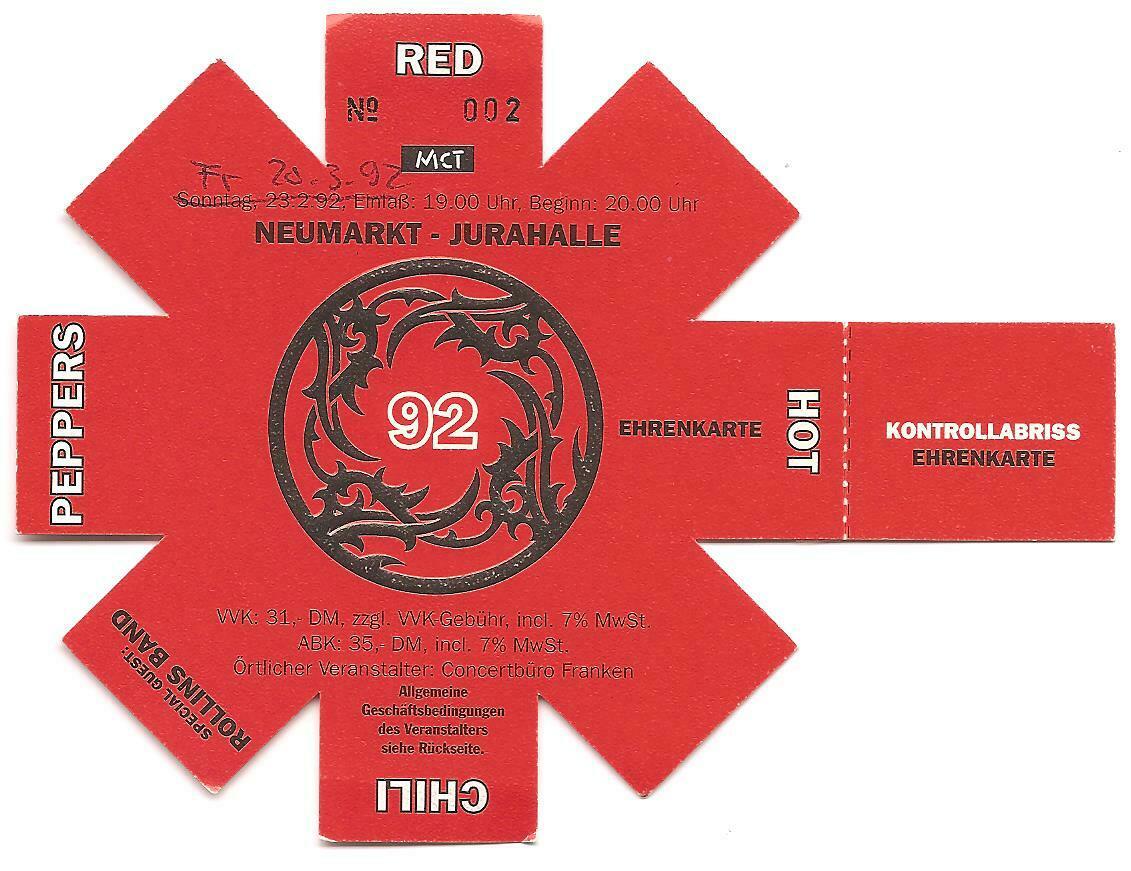 RED
№ 002
MCT
Fr 20.3.92
Sonntag, 23.2.92, Einlaß: 19.00 Uhr, Beginn: 20.00 Uhr
NEUMARKT - JURAHALLE
92
EHRENKARTE
HOT
KONTROLLABRISS
EHRENKARTE
PEPPERS
VVK: 31,- DM, zzgl. VVK-Gebühr, incl. 7% MwSt.
ABK: 35,- DM, incl. 7% MwSt.
Örtlicher Veranstalter: Concertbüro Franken
SPECIAL GUEST:
ROLLINS BAND
Allgemeine
Geschäftsbedingungen
des Veranstalters
siehe Rückseite.
CHILI